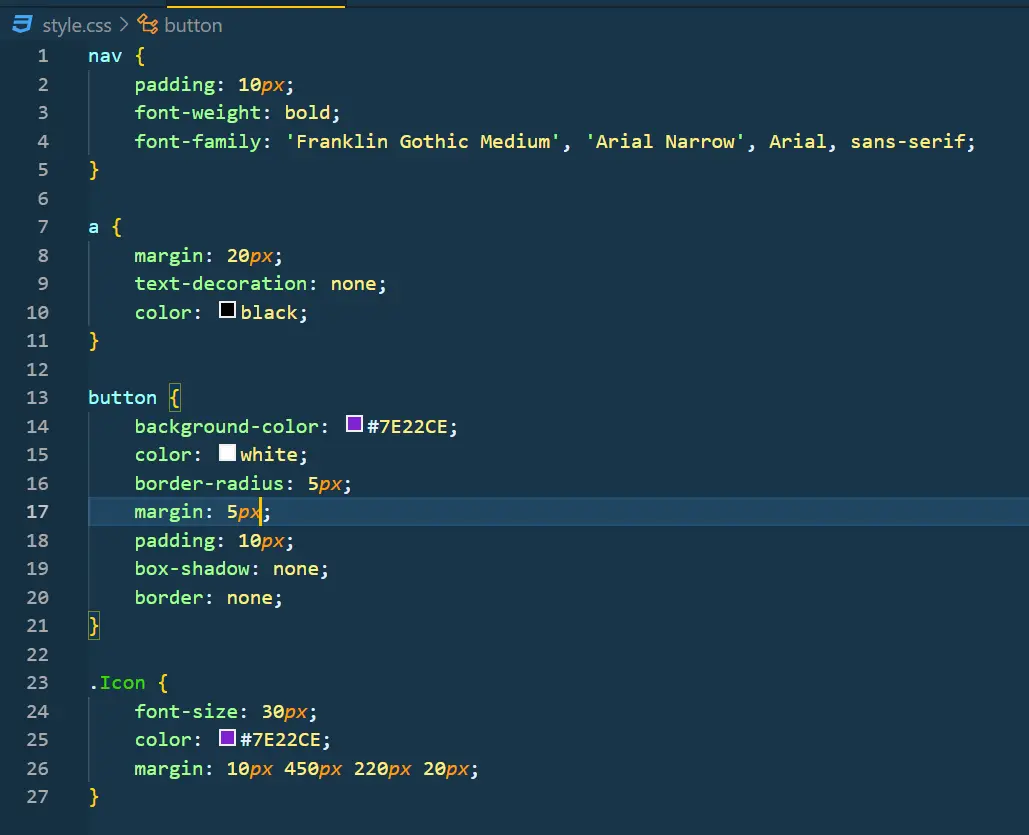 style.css > button
1 nav {
2     padding: 10px;
3     font-weight: bold;
4     font-family: 'Franklin Gothic Medium', 'Arial Narrow', Arial, sans-serif;
5 }
6
7 a {
8     margin: 20px;
9     text-decoration: none;
10     color: black;
11 }
12
13 button {
14     background-color: #7E22CE;
15     color: white;
16     border-radius: 5px;
17     margin: 5px;
18     padding: 10px;
19     box-shadow: none;
20     border: none;
21 }
22
23 .Icon {
24     font-size: 30px;
25     color: #7E22CE;
26     margin: 10px 450px 220px 20px;
27 }